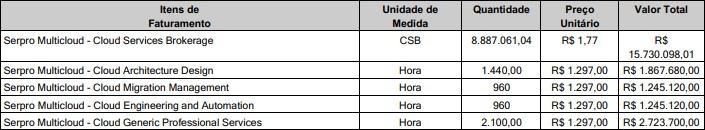 Itens de Faturamento Unidade de Medida Quantidade Preço Unitário Valor Total
Serpro Multicloud - Cloud Services Brokerage CSB 8.887.061,04 R$ 1,77 R$ 15.730.098,01
Serpro Multicloud - Cloud Architecture Design Hora 1.440,00 R$ 1.297,00 R$ 1.867.680,00
Serpro Multicloud - Cloud Migration Management Hora 960 R$ 1.297,00 R$ 1.245.120,00
Serpro Multicloud - Cloud Engineering and Automation Hora 960 R$ 1.297,00 R$ 1.245.120,00
Serpro Multicloud - Cloud Generic Professional Services Hora 2.100,00 R$ 1.297,00 R$ 2.723.700,00